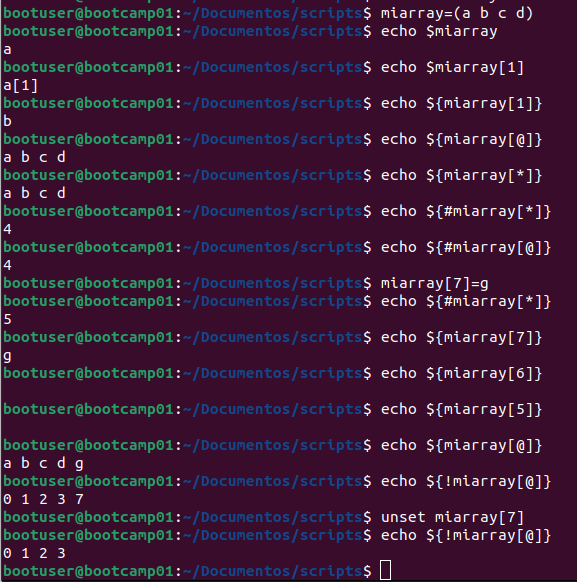 bootuser@bootcamp01:~/Documentos/scripts$ miarray=(a b c d)
bootuser@bootcamp01:~/Documentos/scripts$ echo $miarray
a
bootuser@bootcamp01:~/Documentos/scripts$ echo $miarray[1]
a[1]
bootuser@bootcamp01:~/Documentos/scripts$ echo ${miarray[1]}
b
bootuser@bootcamp01:~/Documentos/scripts$ echo ${miarray[@]}
a b c d
bootuser@bootcamp01:~/Documentos/scripts$ echo ${miarray[*]}
a b c d
bootuser@bootcamp01:~/Documentos/scripts$ echo ${#miarray[*]}
4
bootuser@bootcamp01:~/Documentos/scripts$ echo ${#miarray[@]}
4
bootuser@bootcamp01:~/Documentos/scripts$ miarray[7]=g
bootuser@bootcamp01:~/Documentos/scripts$ echo ${#miarray[*]}
5
bootuser@bootcamp01:~/Documentos/scripts$ echo ${miarray[7]}
g
bootuser@bootcamp01:~/Documentos/scripts$ echo ${miarray[6]}
bootuser@bootcamp01:~/Documentos/scripts$ echo ${miarray[5]}
bootuser@bootcamp01:~/Documentos/scripts$ echo ${miarray[@]}
a b c d g
bootuser@bootcamp01:~/Documentos/scripts$ echo ${!miarray[@]}
0 1 2 3 7
bootuser@bootcamp01:~/Documentos/scripts$ unset miarray[7]
bootuser@bootcamp01:~/Documentos/scripts$ echo ${!miarray[@]}
0 1 2 3
bootuser@bootcamp01:~/Documentos/scripts$